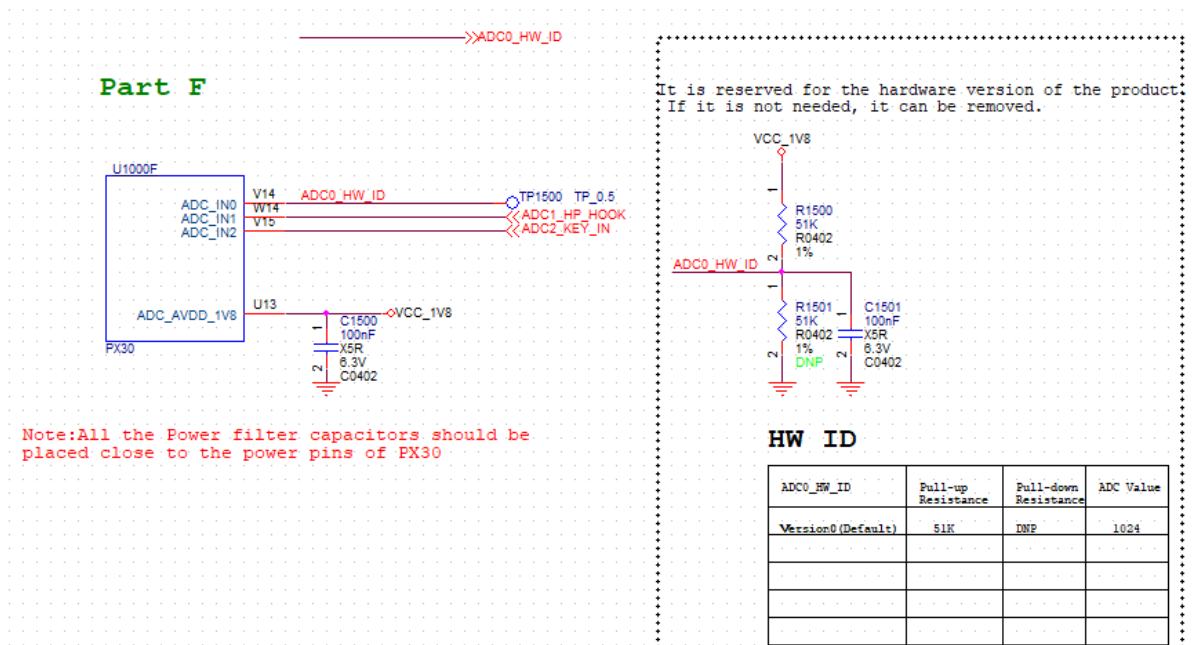 ADC0_HW_ID
Part F
It is reserved for the hardware version of the product.
If it is not needed, it can be removed.
VCC_1V8
U1000F
ADC_IN0
ADC_IN1
ADC_IN2
V14
W14
V15
ADC0_HW_ID
TP1500 TP_0.5
ADC1_HP_HOOK
ADC2_KEY_IN
ADC_AVDD_1V8
U13
VCC_1V8
PX30
1
C1500
100nF
X5R
6.3V
C0402
2
1
R1500
51K
R0402
1%
2
ADC0_HW_ID
1
R1501
51K
R0402
1%
DNP
2
1
C1501
100nF
X5R
6.3V
C0402
2
Note:All the Power filter capacitors should be
placed close to the power pins of PX30
HW ID
ADC0_HW_ID Pull-up Resistance Pull-down Resistance ADC Value
Version0(Default) 51K DNP 1024